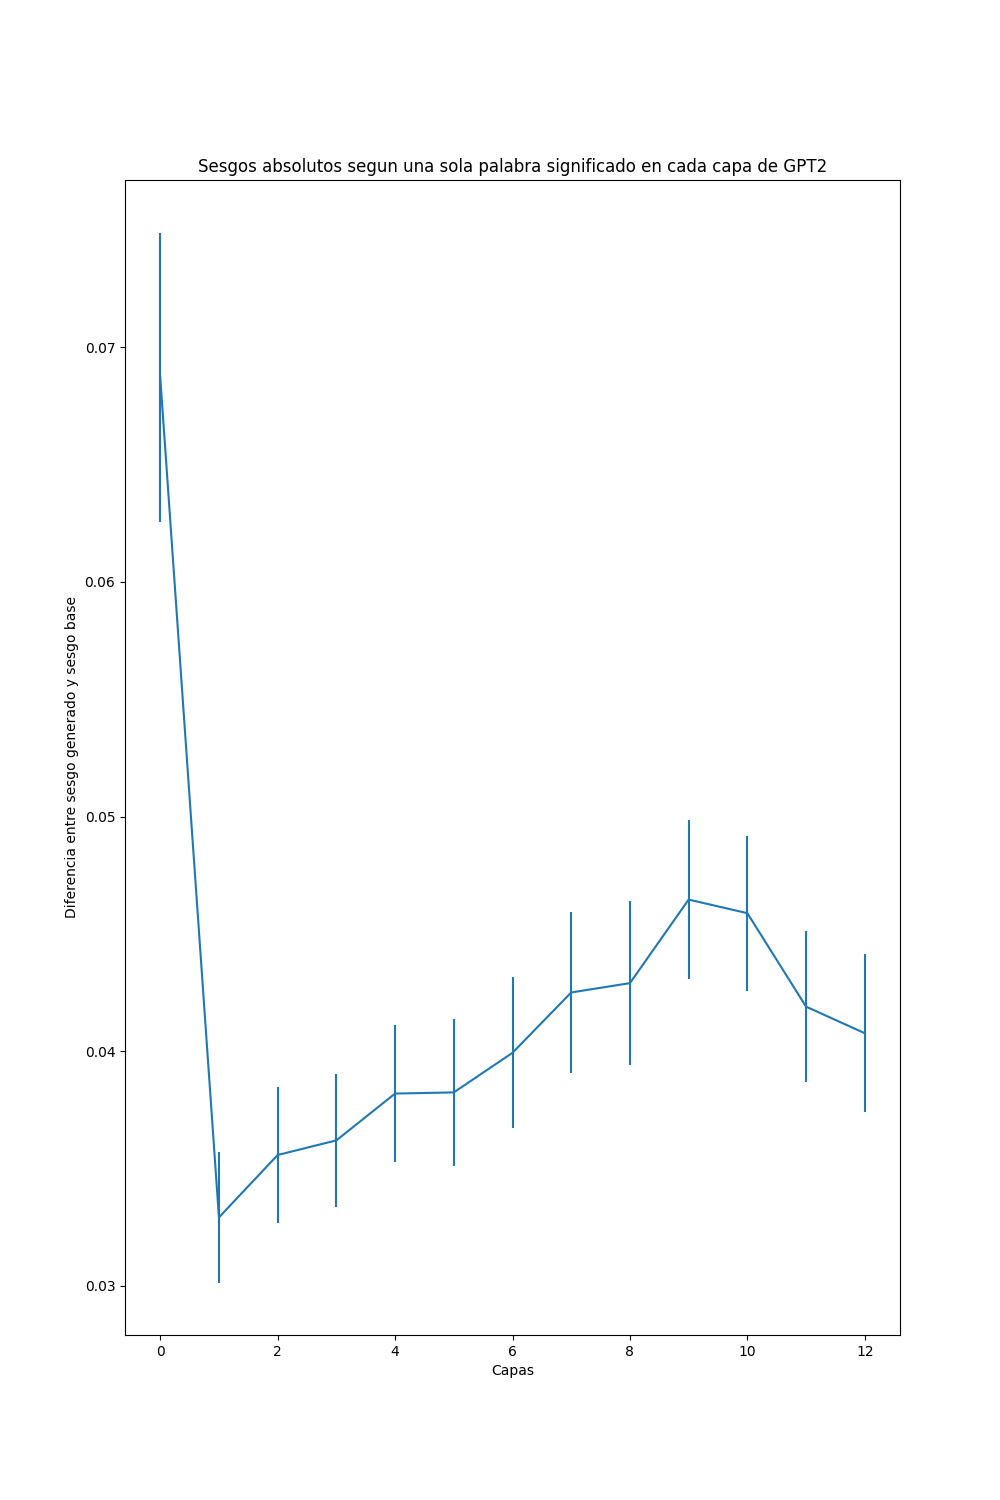 Sesgos absolutos segun una sola palabra significado en cada capa de GPT2
Diferencia entre sesgo generado y sesgo base
0.07
0.06
0.05
0.04
0.03
0 2 4 6 8 10 12
Capas